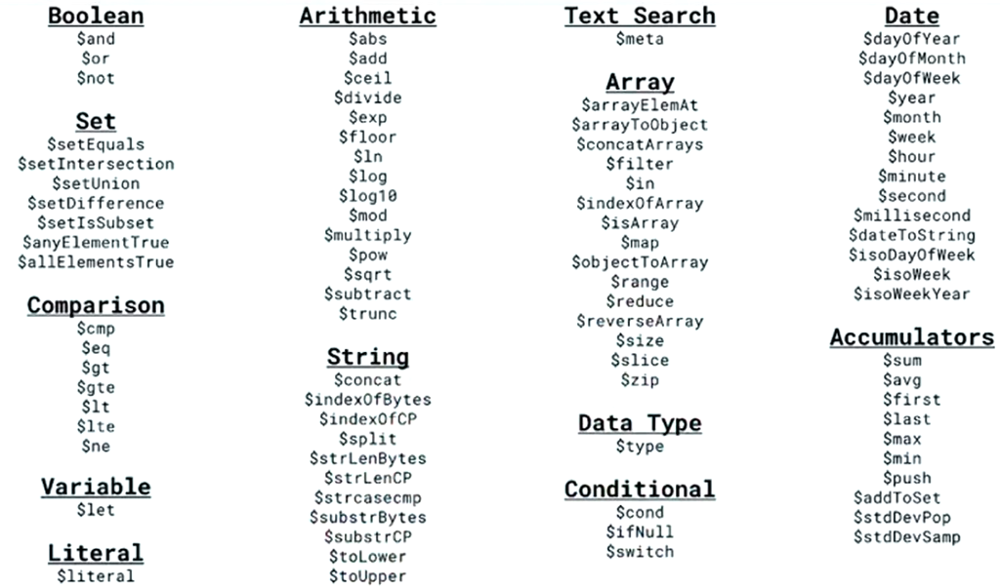 Boolean
$and
$or
$not
Set
$setEquals
$setIntersection
$setUnion
$setDifference
$setIsSubset
$anyElementTrue
$allElementsTrue
Comparison
$cmp
$eq
$gt
$gte
$lt
$lte
$ne
Variable
$let
Literal
$literal
Arithmetic
$abs
$add
$ceil
$divide
$exp
$floor
$ln
$log
$log10
$mod
$multiply
$pow
$sqrt
$subtract
$trunc
String
$concat
$indexOfBytes
$indexOfCP
$split
$strLenBytes
$strLenCP
$strcasecmp
$substrBytes
$substrCP
$toLower
$toUpper
Text Search
$meta
Array
$arrayElemAt
$arrayToObject
$concatArrays
$filter
$in
$indexOfArray
$isArray
$map
$objectToArray
$range
$reduce
$reverseArray
$size
$slice
$zip
Data Type
$type
Conditional
$cond
$ifNull
$switch
Date
$dayOfYear
$dayOfMonth
$dayOfWeek
$year
$month
$week
$hour
$minute
$second
$millisecond
$dateToString
$isoDayOfWeek
$isoWeek
$isoWeekYear
Accumulators
$sum
$avg
$first
$last
$max
$min
$push
$addToSet
$stdDevPop
$stdDevSamp